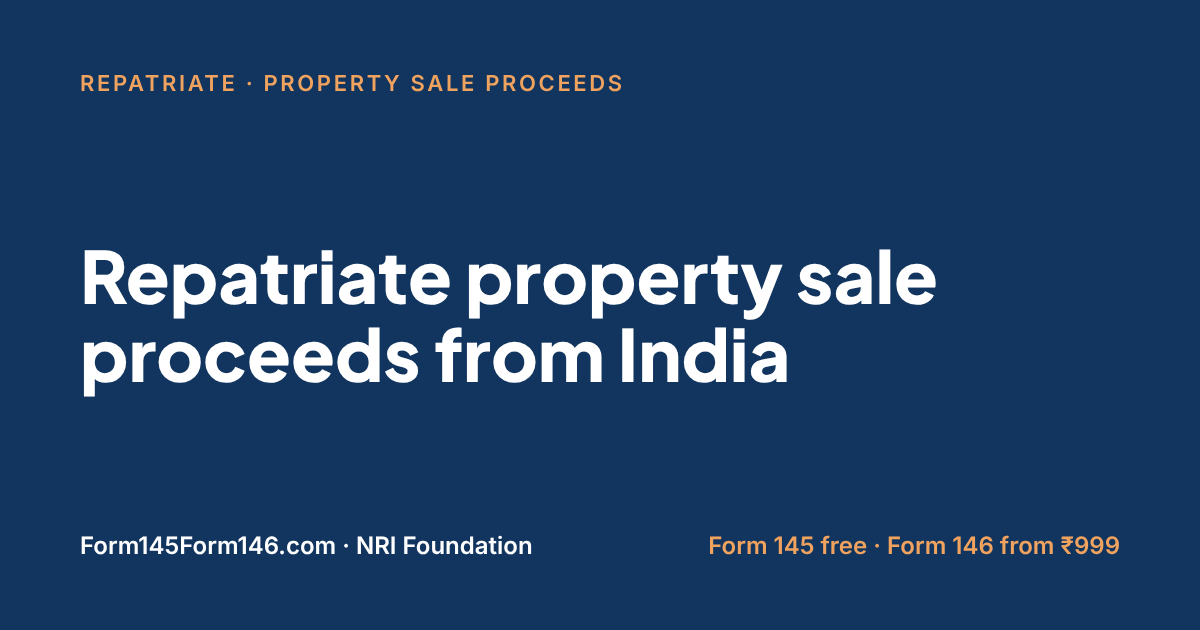 REPATRIATE · PROPERTY SALE PROCEEDS
Repatriate property sale
proceeds from India
Form145Form146.com · NRI Foundation
Form 145 free · Form 146 from ₹999